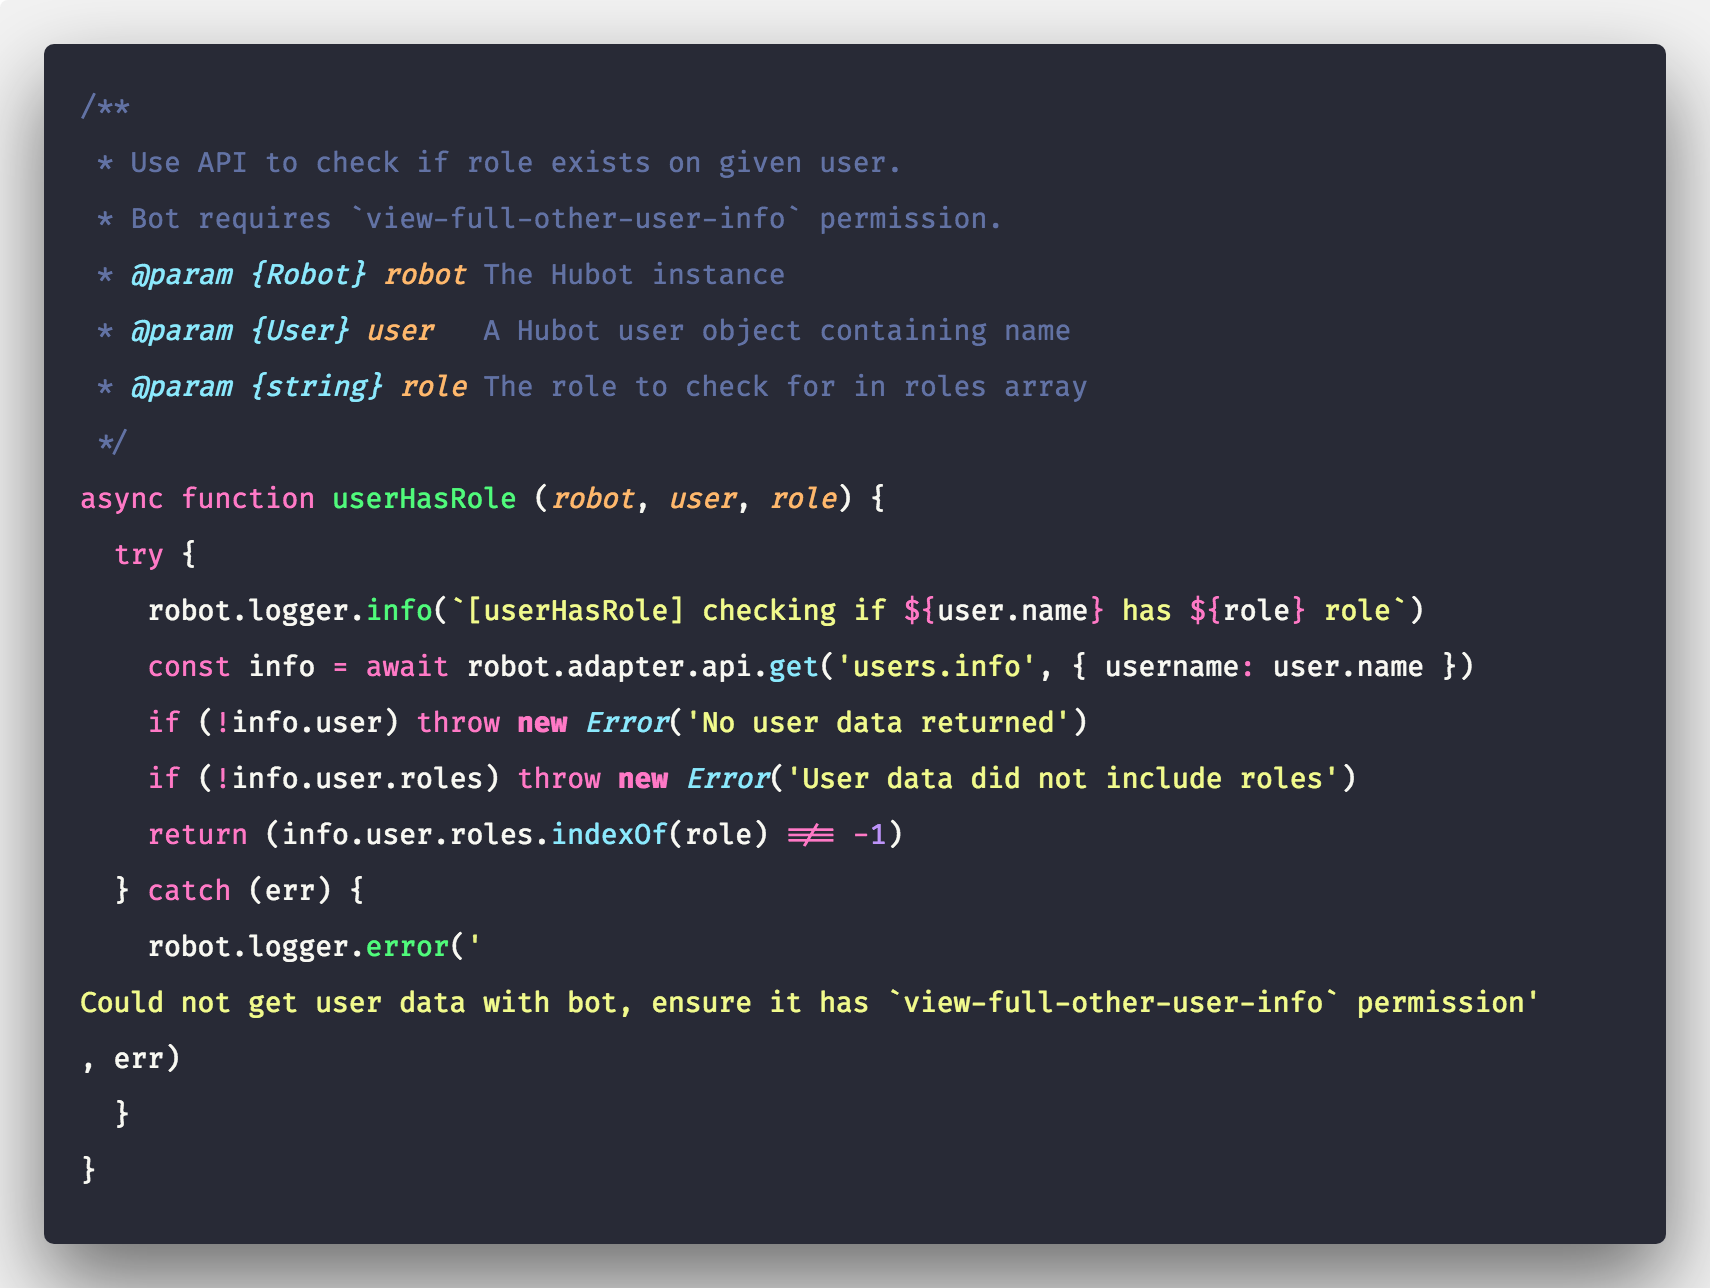 /**
 * Use API to check if role exists on given user.
 * Bot requires `view-full-other-user-info` permission.
 * @param {Robot} robot The Hubot instance
 * @param {User} user   A Hubot user object containing name
 * @param {string} role The role to check for in roles array
 */
async function userHasRole (robot, user, role) {
  try {
    robot.logger.info(`[userHasRole] checking if ${user.name} has ${role} role`)
    const info = await robot.adapter.api.get('users.info', { username: user.name })
    if (!info.user) throw new Error('No user data returned')
    if (!info.user.roles) throw new Error('User data did not include roles')
    return (info.user.roles.indexOf(role) !== -1)
  } catch (err) {
    robot.logger.error('
Could not get user data with bot, ensure it has `view-full-other-user-info` permission'
, err)
  }
}